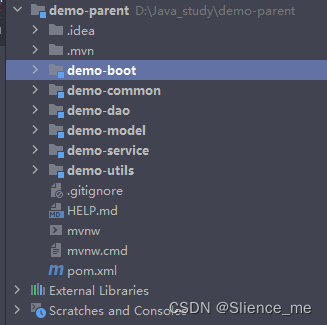 demo-parent D:\Java_study\demo-parent
.idea
.mvn
demo-boot
demo-common
demo-dao
demo-model
demo-service
demo-utils
.gitignore
HELP.md
mvnw
mvnw.cmd
pom.xml
External Libraries
Scratches and Consoles
CSDN @Slience_me